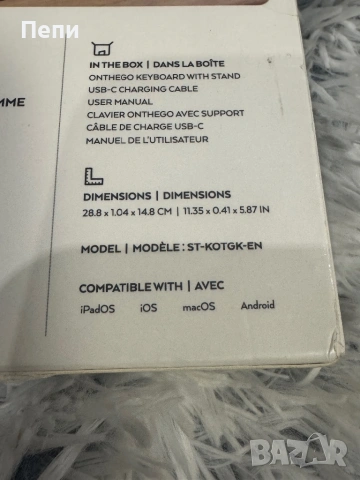 Пепи
MME
IN THE BOX | DANS LA BOÎTE
ONTHEGO KEYBOARD WITH STAND
USB-C CHARGING CABLE
USER MANUAL
CLAVIER ONTHEGO AVEC SUPPORT
CÂBLE DE CHARGE USB-C
MANUEL DE L'UTILISATEUR
DIMENSIONS | DIMENSIONS
28.8 x 1.04 x 14.8 CM | 11.35 x 0.41 x 5.87 IN
MODEL | MODÈLE : ST-KOTGK-EN
COMPATIBLE WITH | AVEC
iPadOS iOS macOS Android
BAZAR